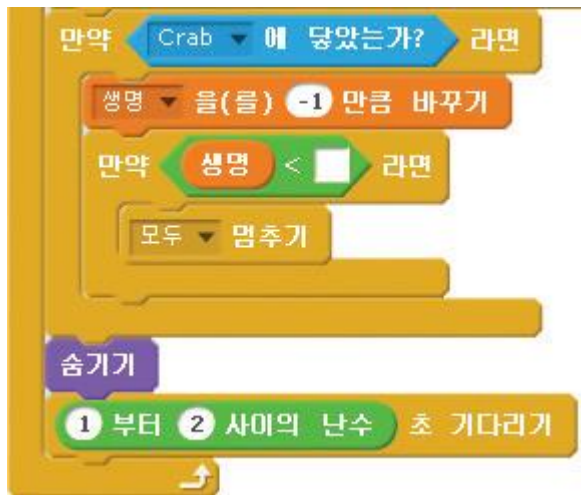 만약 Crab 에 닿았는가? 라면
생명 을(를) -1 만큼 바꾸기
만약 생명 < 라면
모두 멈추기
숨기기
1 부터 2 사이의 난수 초 기다리기